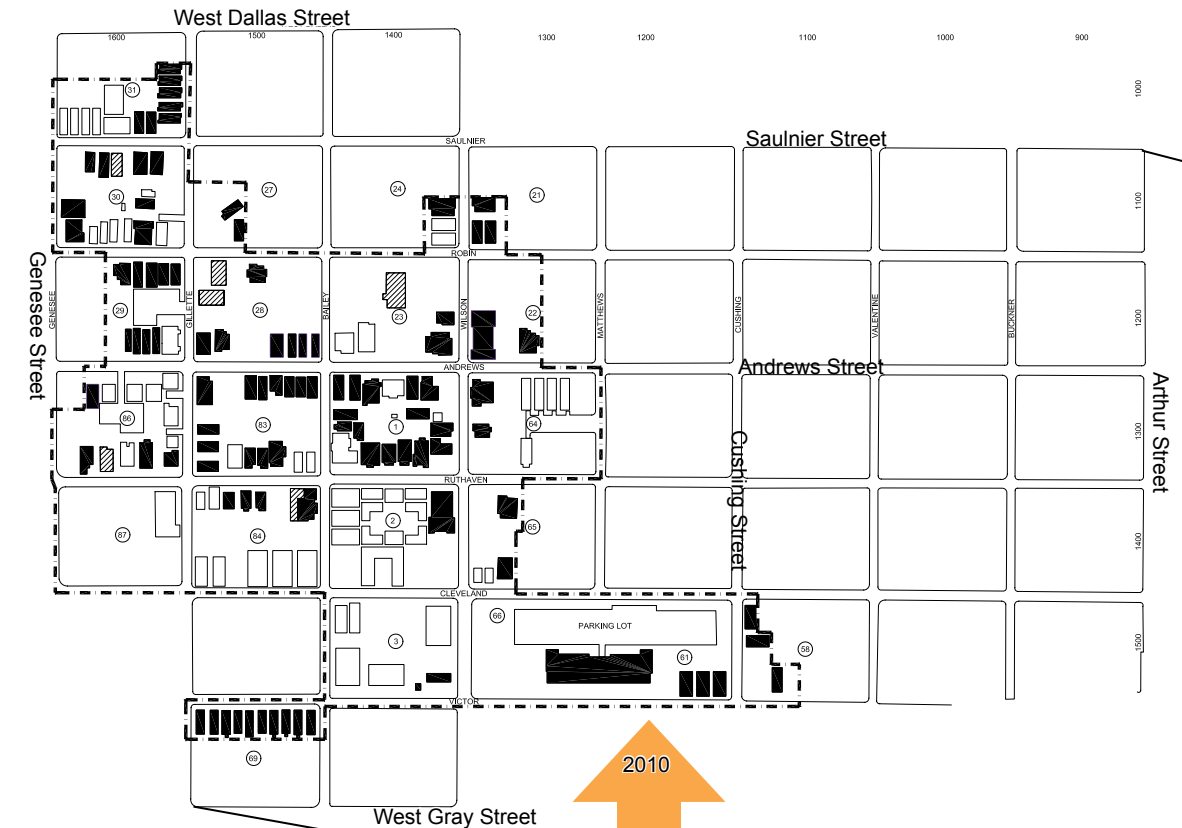 West Dallas Street
1600
1500
1400
1300
1200
1100
1000
900
31
1000
SAULNIER
Saulnier Street
30
27
24
21
1100
ROBIN
Genesee Street
GENESEE
29
GILLETTE
28
BAILEY
23
WILSON
22
MATTHEWS
CUSHING
VALENTINE
BUCKNER
1200
ANDREWS
Andrews Street
86
83
1
64
Cushing Street
1300
Arthur Street
RUTHAVEN
87
84
2
65
1400
CLEVELAND
66
PARKING LOT
3
61
58
1500
VICTOR
69
2010
West Gray Street